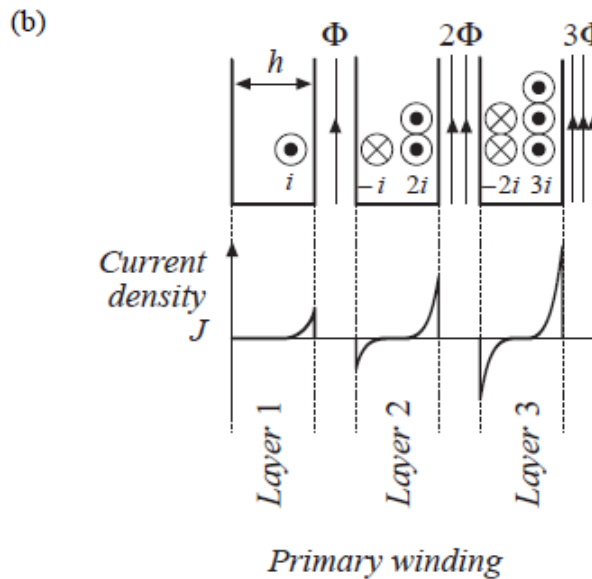 (b)
Φ 2Φ 3Φ
h
i −i 2i −2i 3i
Current
density
J
Layer 1
Layer 2
Layer 3
Primary winding